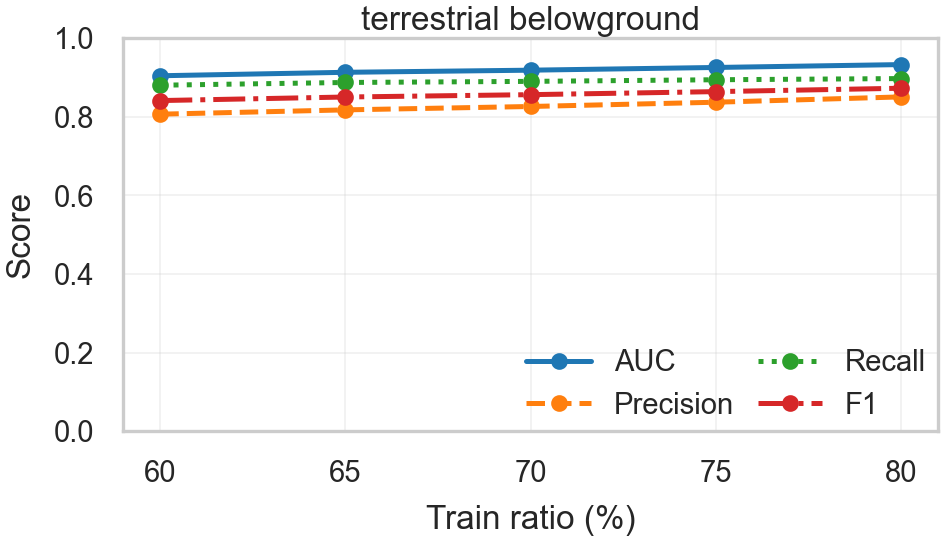 terrestrial belowground
1.0
0.8
0.6
0.4
0.2
0.0
Score
AUC
Precision
Recall
F1
60 65 70 75 80
Train ratio (%)